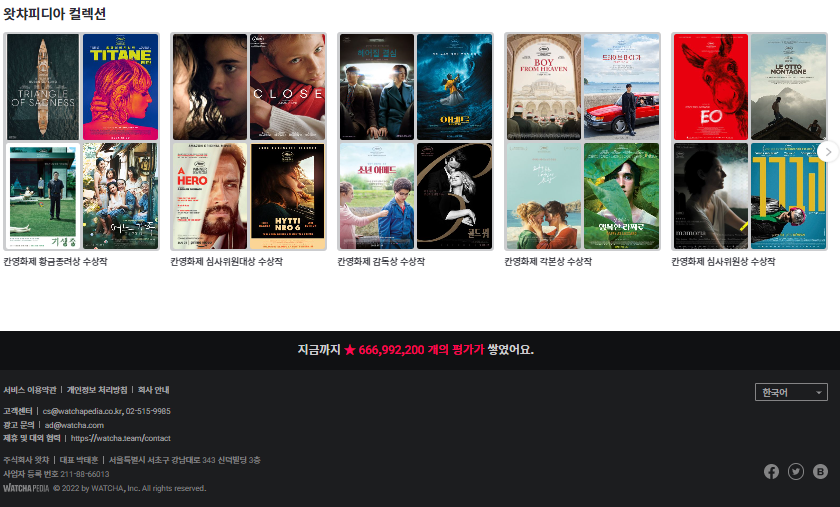 왓챠피디아 컬렉션
TRIANGLE
OF SADNESS
TITANE
CLOSE
헤어질 결심
아네트
BOY
FROM HEAVEN
드라이브 마이 카
EO
LE OTTO
MONTAGNE
기생충
어느 가족
A
HERO
HYTTI
NEO 6
소년 아메드
콜드 워
행복한 라짜로
memoria
הברך
칸영화제 황금종려상 수상작
칸영화제 심사위원대상 수상작
칸영화제 감독상 수상작
칸영화제 각본상 수상작
칸영화제 심사위원상 수상작
지금까지 ★ 666,992,200 개의 평가가 쌓였어요.
서비스 이용약관 | 개인정보 처리방침 | 회사 안내
한국어
고객센터 | cs@watchapedia.co.kr, 02-515-9985
광고 문의 | ad@watcha.com
제휴 및 대외 협력 | https://watcha.team/contact
주식회사 왓챠 | 대표 박태훈 | 서울특별시 서초구 강남대로 343 신덕빌딩 3층
사업자 등록 번호 211-88-66013
WATCHA PEDIA © 2022 by WATCHA, Inc. All rights reserved.